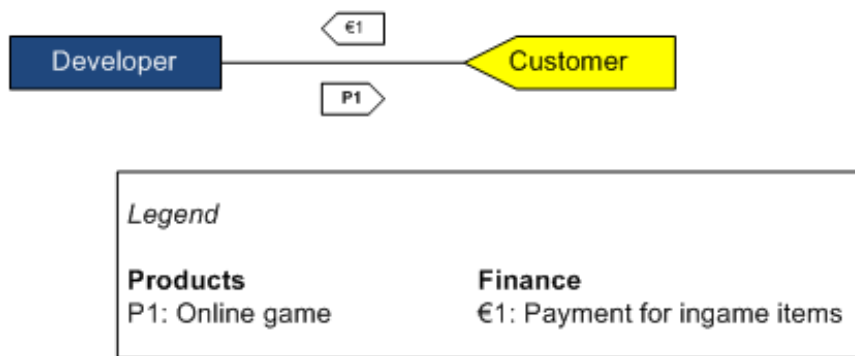 €1
Developer
Customer
P1
Legend
Products
Finance
P1: Online game
€1: Payment for ingame items